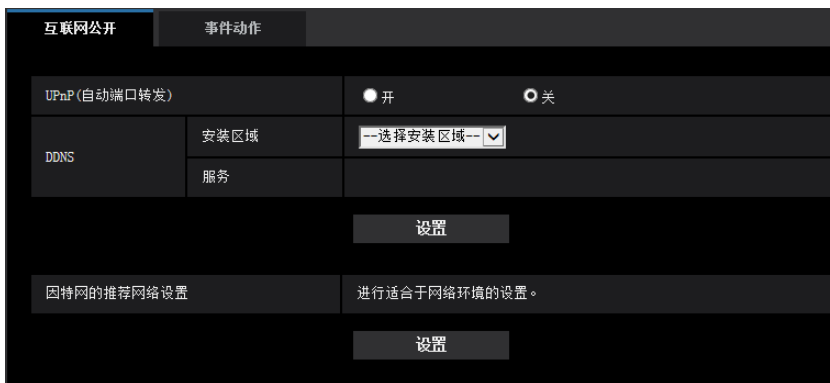 互联网公开 事件动作
UPnP(自动端口转发) 开 关
DDNS 安装区域 --选择安装区域--
服务
设置
因特网的推荐网络设置 进行适合于网络环境的设置。
设置